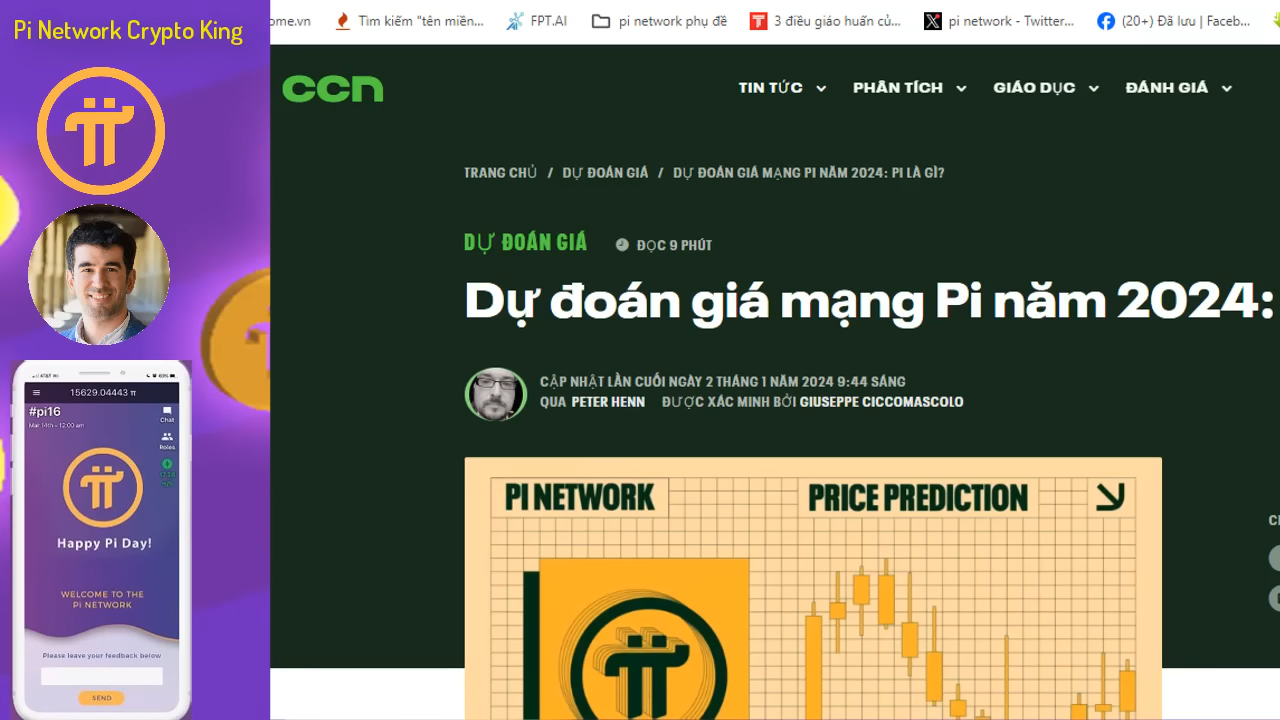 Pi Network Crypto King
ome.vn
Tìm kiếm "tên miền...
FPT.AI
pi network phụ đề
3 điều giáo huấn củ...
pi network - Twitter...
(20+) Đã lưu | Faceb...
ccn
TIN TỨC
PHÂN TÍCH
GIÁO DỤC
ĐÁNH GIÁ
TRANG CHỦ / DỰ ĐOÁN GIÁ / DỰ ĐOÁN GIÁ MẠNG PI NĂM 2024: PI LÀ GÌ?
DỰ ĐOÁN GIÁ
ĐỌC 9 PHÚT
Dự đoán giá mạng Pi năm 2024:
CẬP NHẬT LẦN CUỐI NGÀY 2 THÁNG 1 NĂM 2024 9:44 SÁNG
QUA PETER HENN ĐƯỢC XÁC MINH BỞI GIUSEPPE CICCOMASCOLO
PI NETWORK
PRICE PREDICTION
15629.04443 π
#pi16
Mar 14th - 12:00 am
Chat
Roles
Happy Pi Day!
WELCOME TO THE
PI NETWORK
Please leave your feedback below
SEND